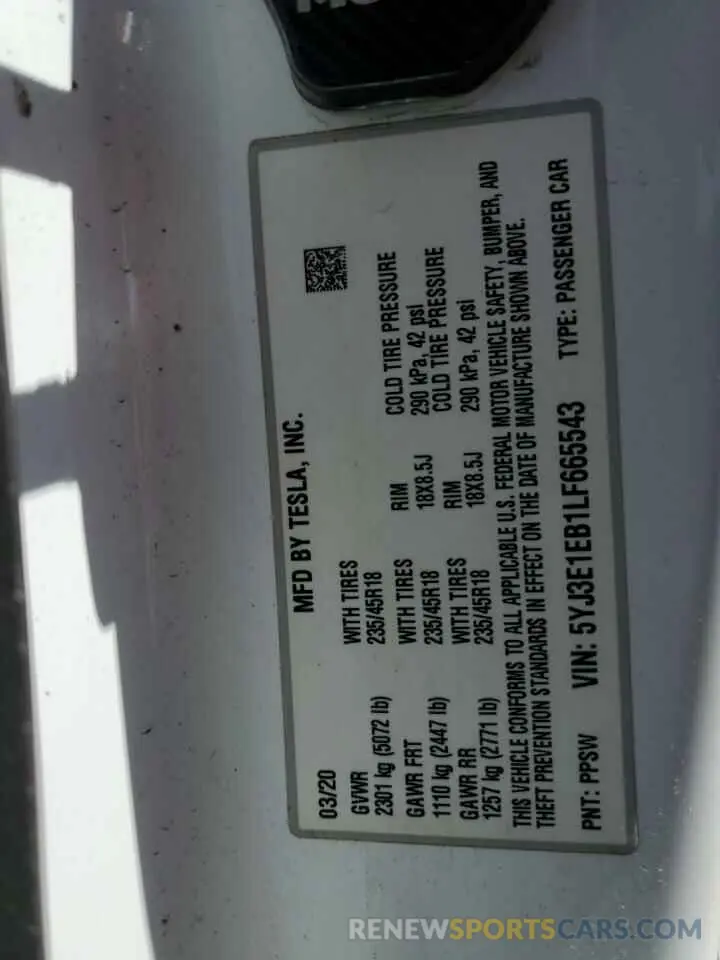 MFD BY TESLA, INC.
03/20
GVWR WITH TIRES
2301 kg (5072 lb) 235/45R18
GAWR FRT WITH TIRES RIM COLD TIRE PRESSURE
1110 kg (2447 lb) 235/45R18 18X8.5J 290 kPa, 42 psi
GAWR RR WITH TIRES RIM COLD TIRE PRESSURE
1257 kg (2771 lb) 235/45R18 18X8.5J 290 kPa, 42 psi
THIS VEHICLE CONFORMS TO ALL APPLICABLE U.S. FEDERAL MOTOR VEHICLE SAFETY, BUMPER, AND
THEFT PREVENTION STANDARDS IN EFFECT ON THE DATE OF MANUFACTURE SHOWN ABOVE.
PNT: PPSW VIN: 5YJ3E1EB1LF665543 TYPE: PASSENGER CAR
RENEWSPORTSCARS.COM